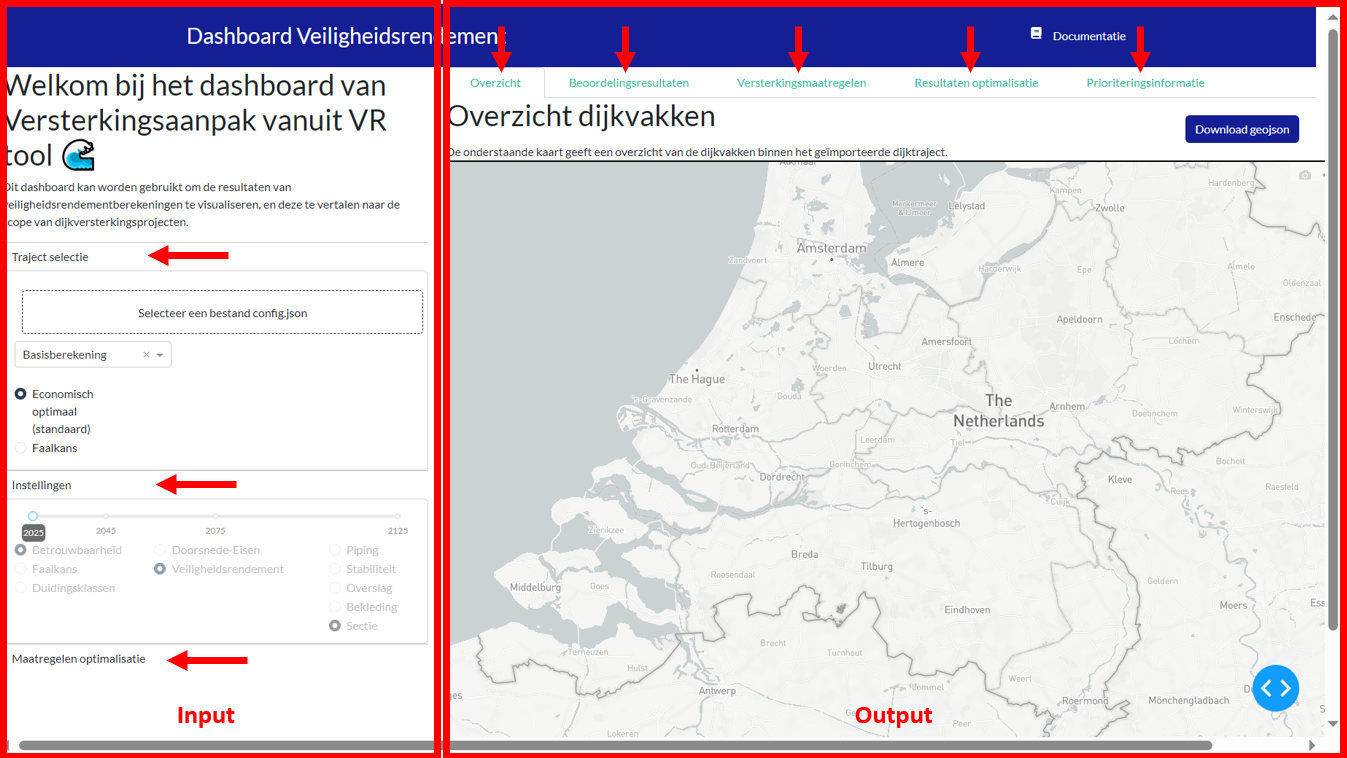 Dashboard Veiligheidsrendement
Documentatie
Welkom bij het dashboard van
Versterkingsaanpak vanuit VR
tool
Dit dashboard kan worden gebruikt om de resultaten van
veiligheidsrendementberekeningen te visualiseren, en deze te vertalen naar de
scope van dijkversterkingsprojecten.
Traject selectie
Selecteer een bestand config.json
Basisberekening
Economisch
optimaal
(standaard)
Faalkans
Instellingen
2025
2045
2075
2125
Betrouwbaarheid
Faalkans
Duidingsklassen
Doorsnede-Eisen
Veiligheidsrendement
Piping
Stabiliteit
Overslag
Bekleding
Sectie
Maatregelen optimalisatie
Input
Overzicht
Beoordelingsresultaten
Versterkingsmaatregelen
Resultaten optimalisatie
Prioriteringsinformatie
Overzicht dijkvakken
Download geojson
De onderstaande kaart geeft een overzicht van de dijkvakken binnen het geïmporteerde dijktraject.
Alkmaar
Markermeer
& IJmeer
Lelystad
Kampen
Zwolle
Hardenberg
Amsterdam
Zandvoort
Almere
Harderwijk
Epe
Almelo
Oldenzaal
Apeldoorn
Enschede
Amersfoort
Lochem
The Hague
Woerden
Utrecht
's-Gravenzande
Gouda
The
Netherlands
Arnhem
Doetinchem
Winterswijk
Rotterdam
Leerdam
Tiel
Oud-Beijerland
Gorinchem
Dordrecht
Bocholt
Kleve
Rees
Raesfeld
Cuijk
's-
Hertogenbosch
Zierikzee
Breda
Tilburg
Roosendaal
Middelburg
Goes
Geldern
Moers
Ess
Eindhoven
Brecht
Turnhout
Terneuzen
Hulst
Weert
Antwerp
Lommel
Roermond
Mönchengladbach
ges
Peer
Lokeren
Output